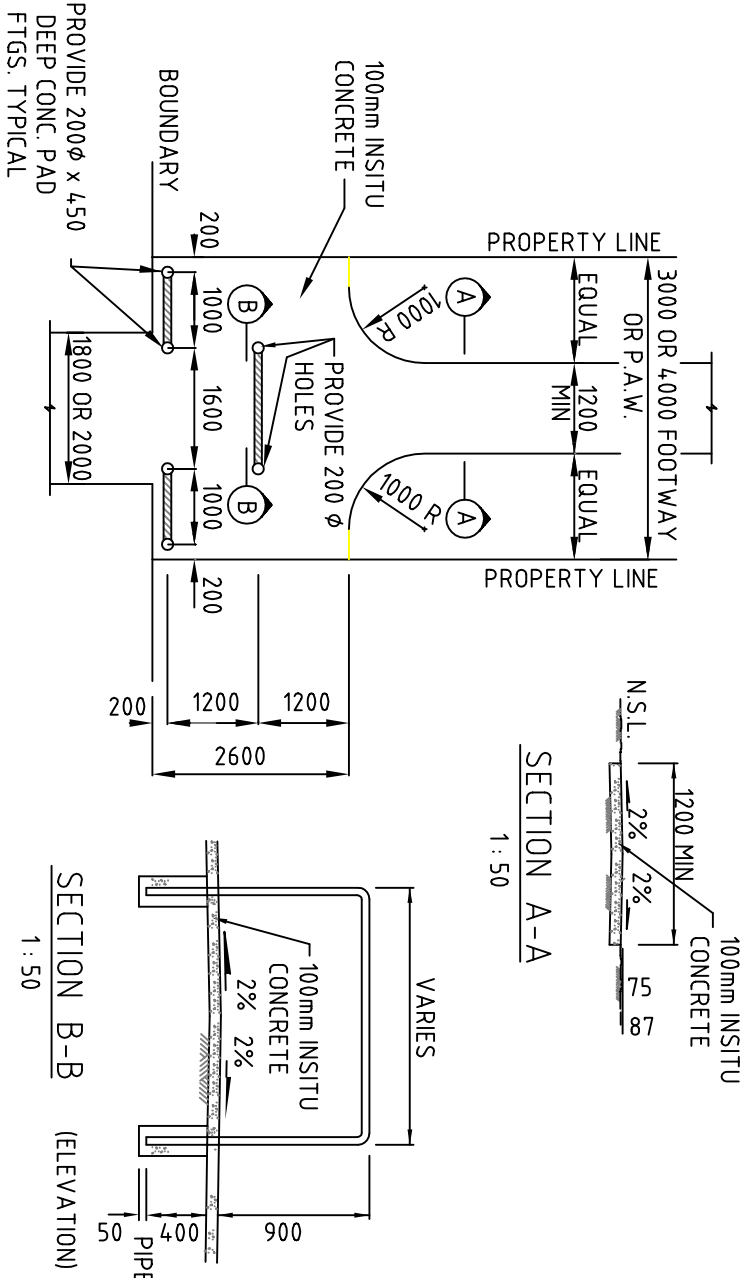 PROPERTY LINE
3000 OR 4000 FOOTWAY
OR P.A.W.
EQUAL
1200
MIN
EQUAL
PROPERTY LINE
A
A
1000 R
1000 R
100mm INSITU
CONCRETE
PROVIDE 200 ϕ
HOLES
B
B
BOUNDARY
200
1000
1600
1000
200
1800 OR 2000
PROVIDE 200ϕ x 450
DEEP CONC. PAD
FTGS. TYPICAL
200
1200
1200
2600
N.S.L.
1200 MIN
2%
2%
100mm INSITU
CONCRETE
75
87
SECTION A-A
1 : 50
VARIES
100mm INSITU
CONCRETE
2%
2%
900
400
50
PIPE
SECTION B-B
(ELEVATION)
1 : 50